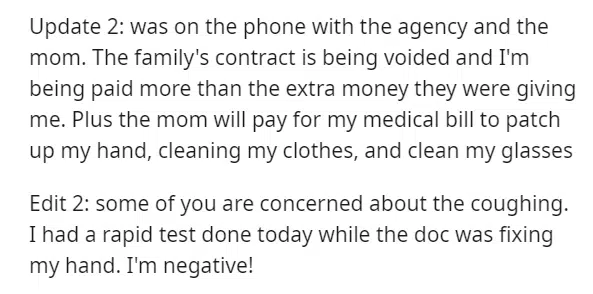 Update 2: was on the phone with the agency and the
mom. The family's contract is being voided and I'm
being paid more than the extra money they were giving
me. Plus the mom will pay for my medical bill to patch
up my hand, cleaning my clothes, and clean my glasses
Edit 2: some of you are concerned about the coughing.
I had a rapid test done today while the doc was fixing
my hand. I'm negative!